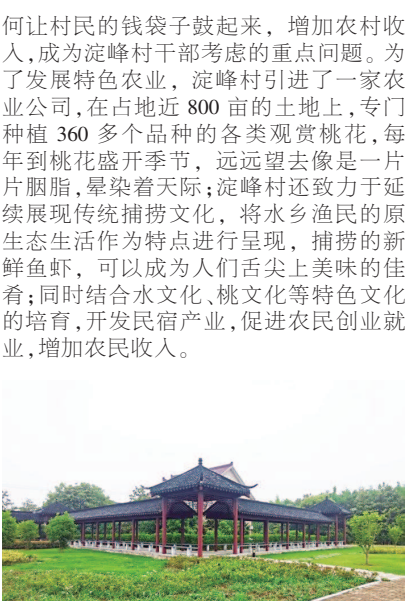 何让村民的钱袋子鼓起来，增加农村收
入，成为淀峰村干部考虑的重点问题。为
了发展特色农业，淀峰村引进了一家农
业公司，在占地近 800 亩的土地上，专门
种植 360 多个品种的各类观赏桃花，每
年到桃花盛开季节，远远望去像是一片
片胭脂，晕染着天际；淀峰村还致力于延
续展现传统捕捞文化，将水乡渔民的原
生态生活作为特点进行呈现，捕捞的新
鲜鱼虾，可以成为人们舌尖上美味的佳
肴；同时结合水文化、桃文化等特色文化
的培育，开发民宿产业，促进农民创业就
业，增加农民收入。